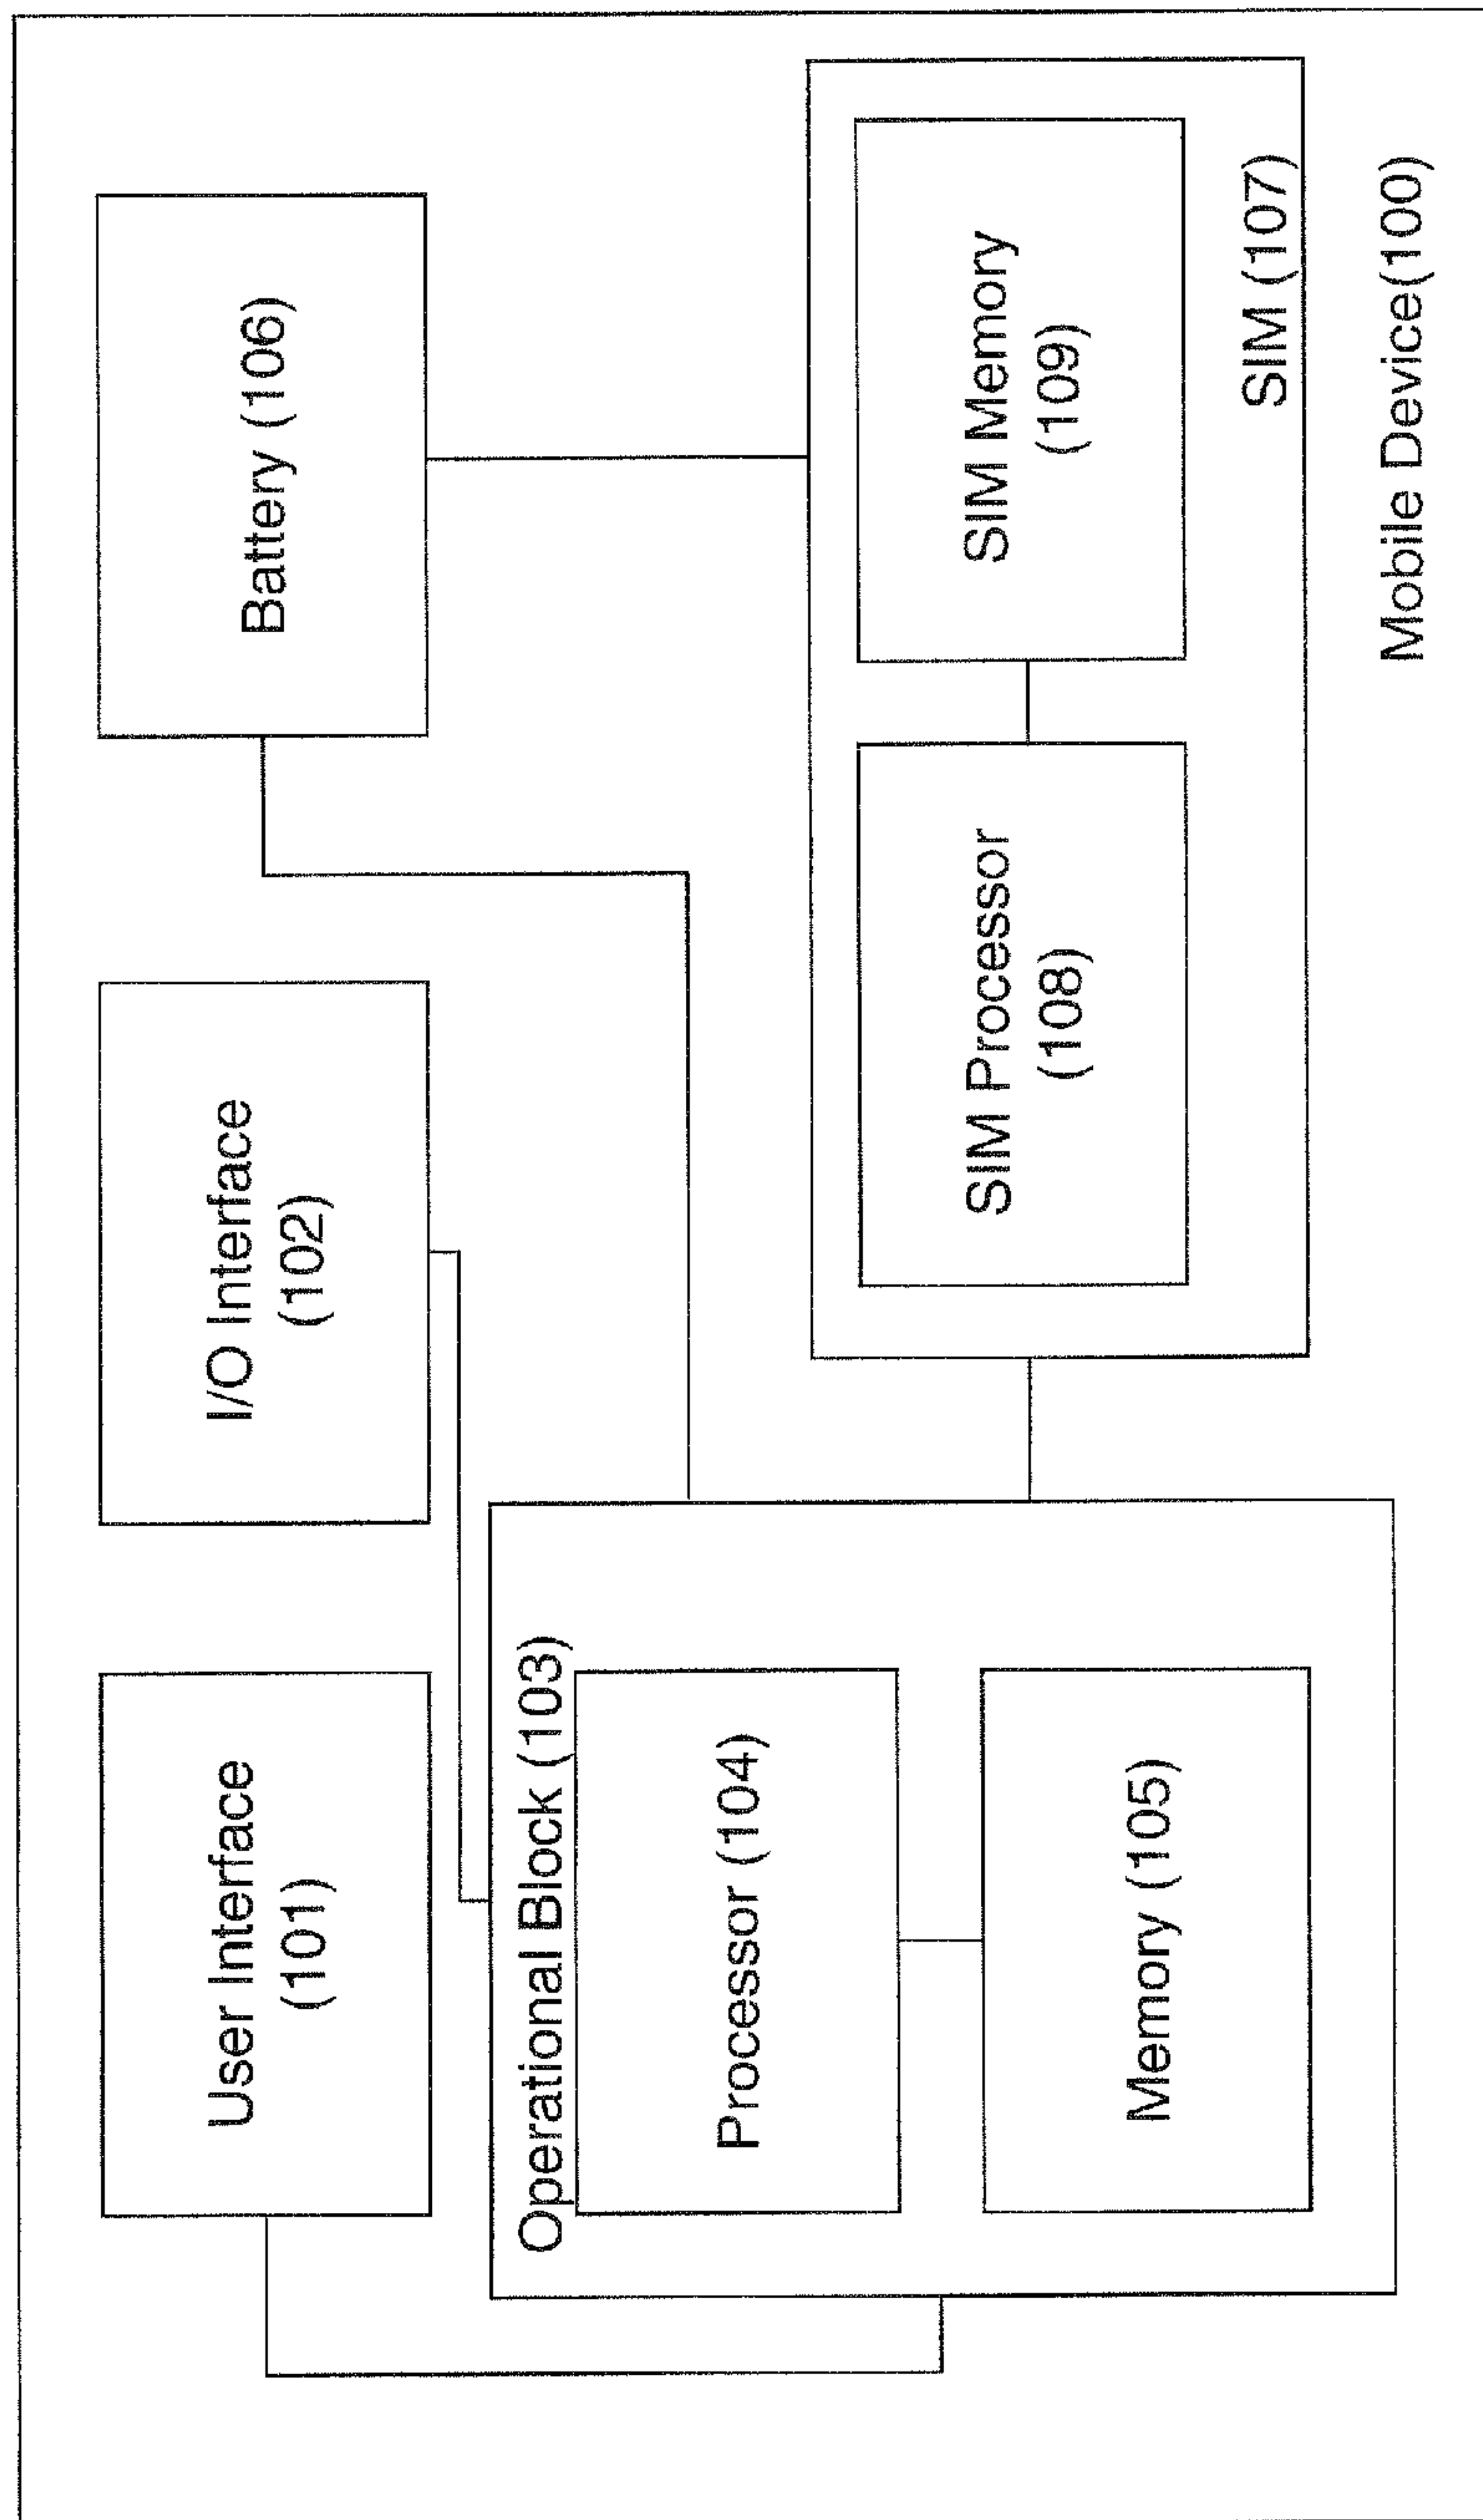 User Interface
(101)
I/O Interface
(102)
Battery (106)
Operational Block (103)
Processor (104)
Memory (105)
SIM Processor
(108)
SIM Memory
(109)
SIM (107)
Mobile Device(100)